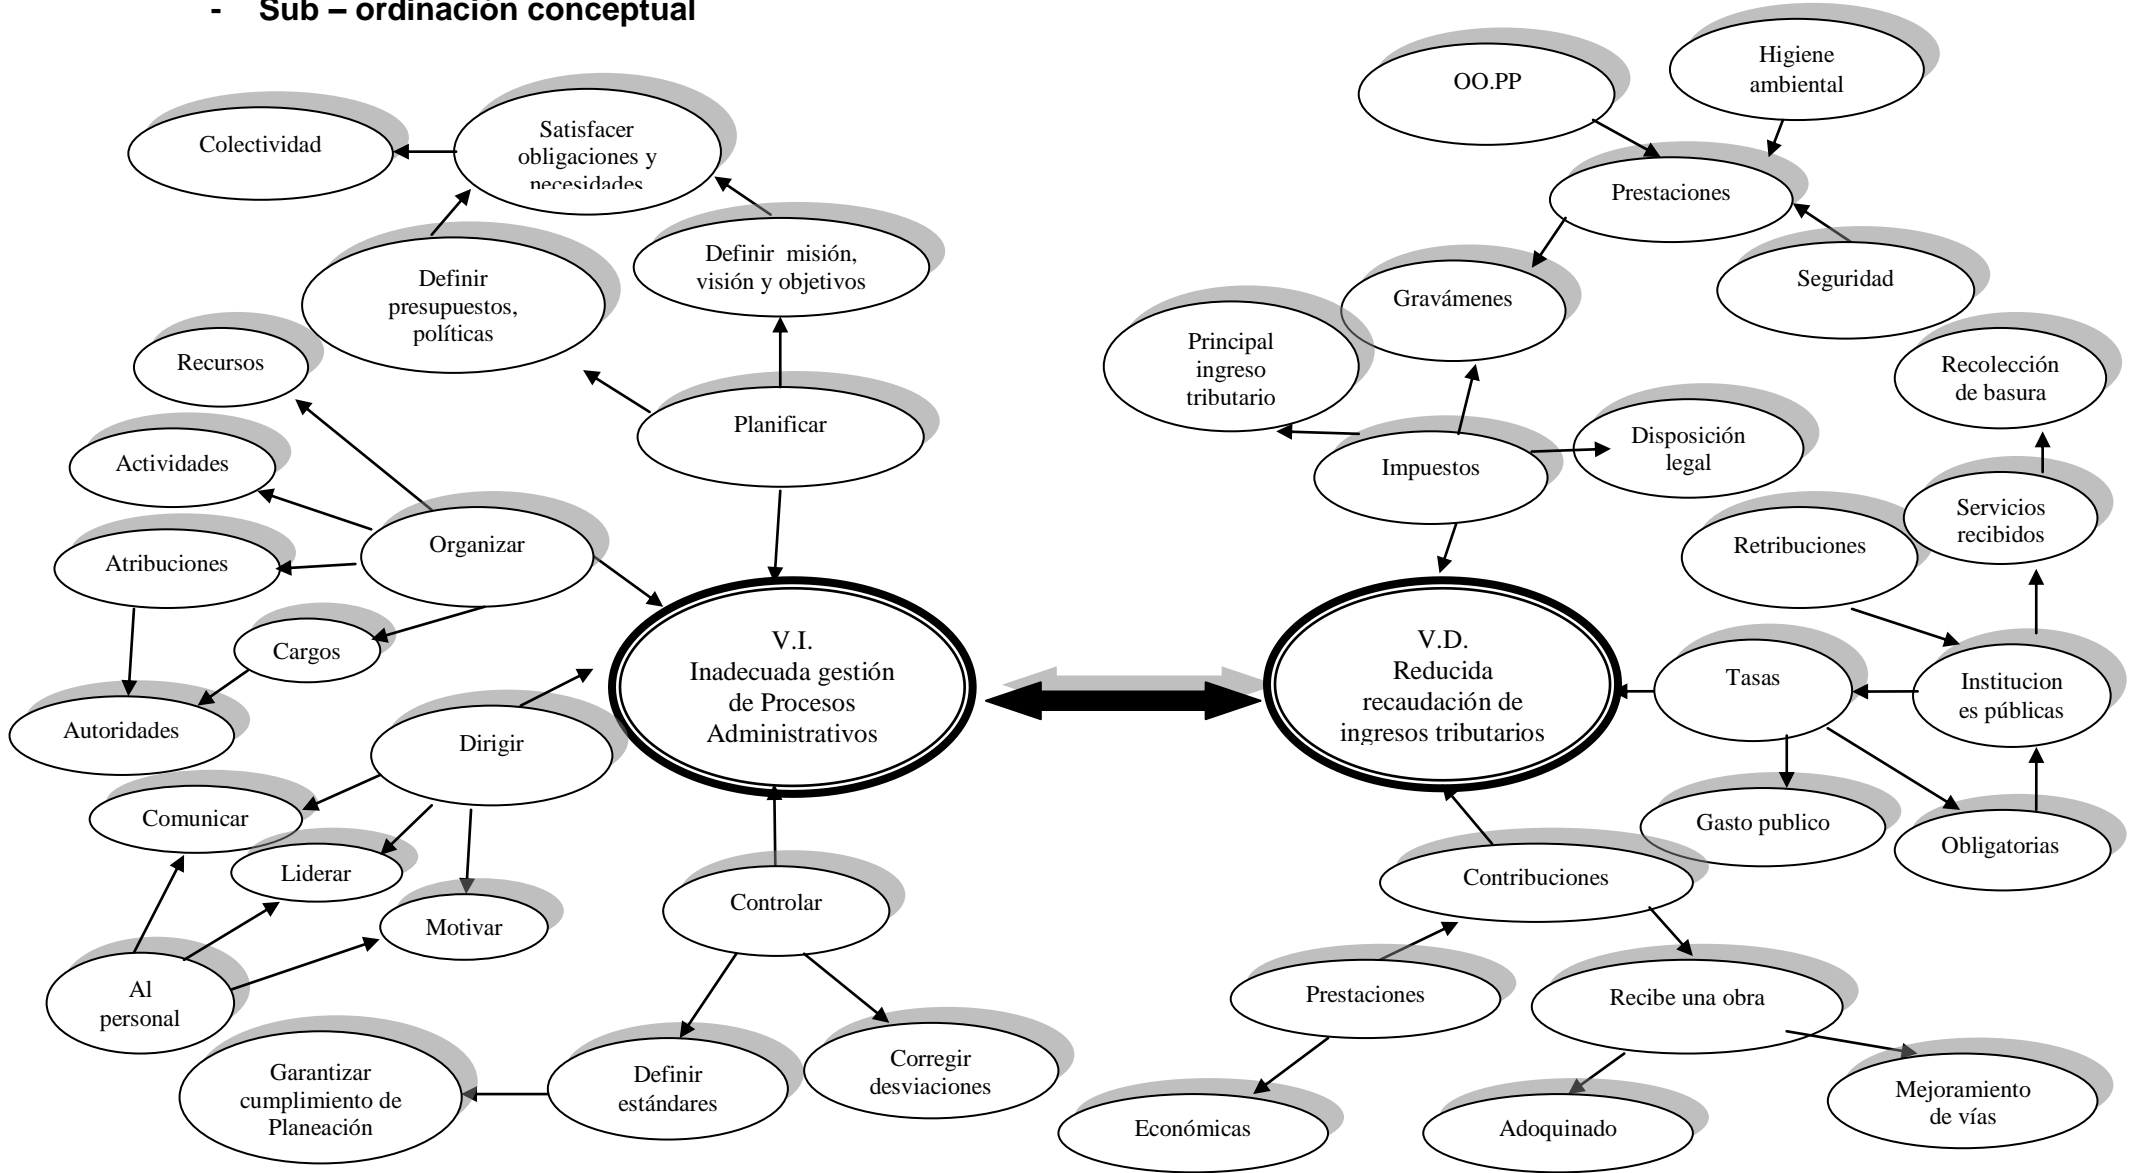 - Sub – ordinación conceptual
Colectividad
Satisfacer
obligaciones y
necesidades
Definir misión,
visión y objetivos
Definir
presupuestos,
políticas
Recursos
Planificar
Actividades
Organizar
Atribuciones
Cargos
Autoridades
V.I.
Inadecuada gestión
de Procesos
Administrativos
Dirigir
Comunicar
Liderar
Motivar
Al
personal
Controlar
Garantizar
cumplimiento de
Planeación
Definir
estándares
Corregir
desviaciones
OO.PP
Higiene
ambiental
Prestaciones
Seguridad
Gravámenes
Principal
ingreso
tributario
Impuestos
Disposición
legal
Recolección
de basura
Servicios
recibidos
Retribuciones
V.D.
Reducida
recaudación de
ingresos tributarios
Tasas
Institucion
es públicas
Gasto publico
Obligatorias
Contribuciones
Prestaciones
Recibe una obra
Económicas
Adoquinado
Mejoramiento
de vías